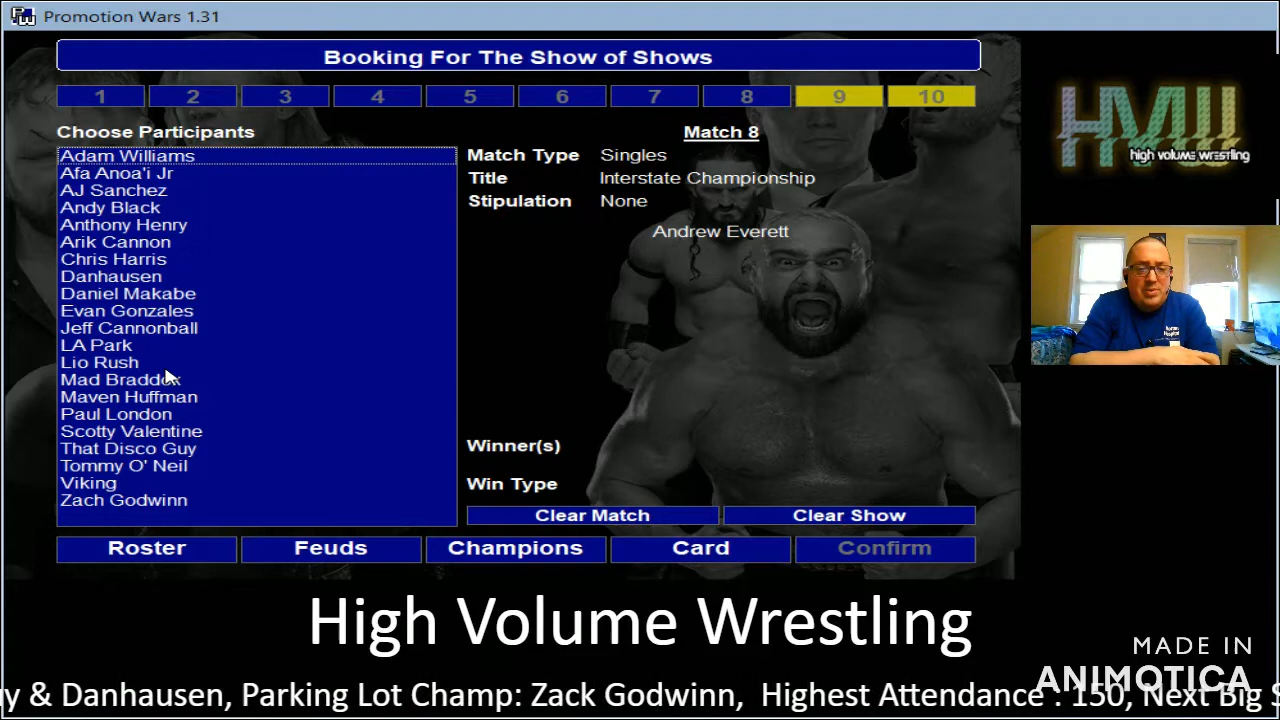 Promotion Wars 1.31
Booking For The Show of Shows
1 2 3 4 5 6 7 8 9 10
Choose Participants
Adam Williams
Afa Anoa'i Jr
AJ Sanchez
Andy Black
Anthony Henry
Arik Cannon
Chris Harris
Danhausen
Daniel Makabe
Evan Gonzales
Jeff Cannonball
LA Park
Lio Rush
Mad Braddox
Maven Huffman
Paul London
Scotty Valentine
That Disco Guy
Tommy O' Neil
Viking
Zach Godwinn
Match 8
Match Type Singles
Title Interstate Championship
Stipulation None
Andrew Everett
Winner(s)
Win Type
Clear Match Clear Show
Roster Feuds Champions Card Confirm
HVW
high volume wrestling
High Volume Wrestling
MADE IN
ANIMOTICA
y & Danhausen, Parking Lot Champ: Zack Godwinn, Highest Attendance : 150, Next Big S